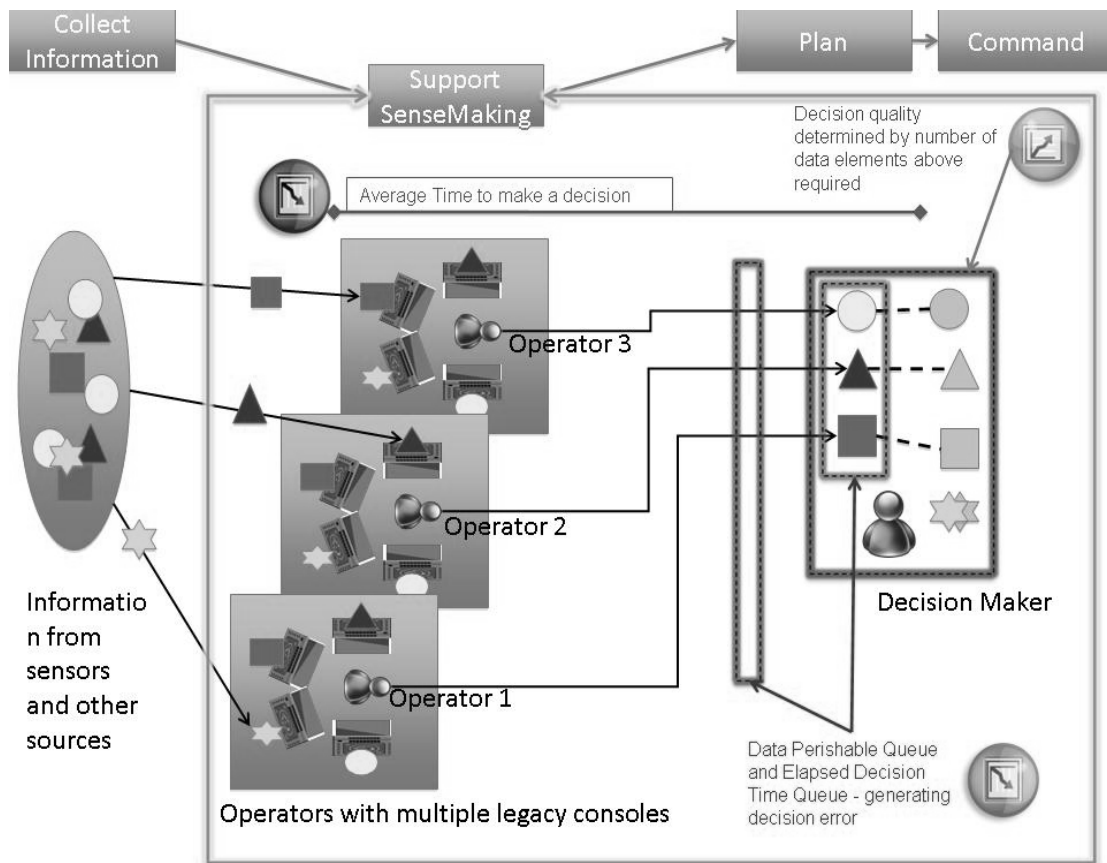 Collect
Information
Support
SenseMaking
Plan
Command
Decision quality
determined by number of
data elements above
required
Average Time to make a decision
Operator 3
Operator 2
Operator 1
Informatio
n from
sensors
and other
sources
Decision Maker
Data Perishable Queue
and Elapsed Decision
Time Queue - generating
decision error
Operators with multiple legacy consoles